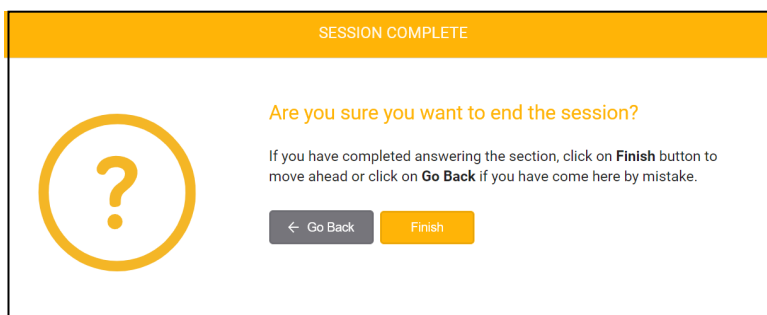 SESSION COMPLETE
Are you sure you want to end the session?
If you have completed answering the section, click on Finish button to
move ahead or click on Go Back if you have come here by mistake.
← Go Back
Finish